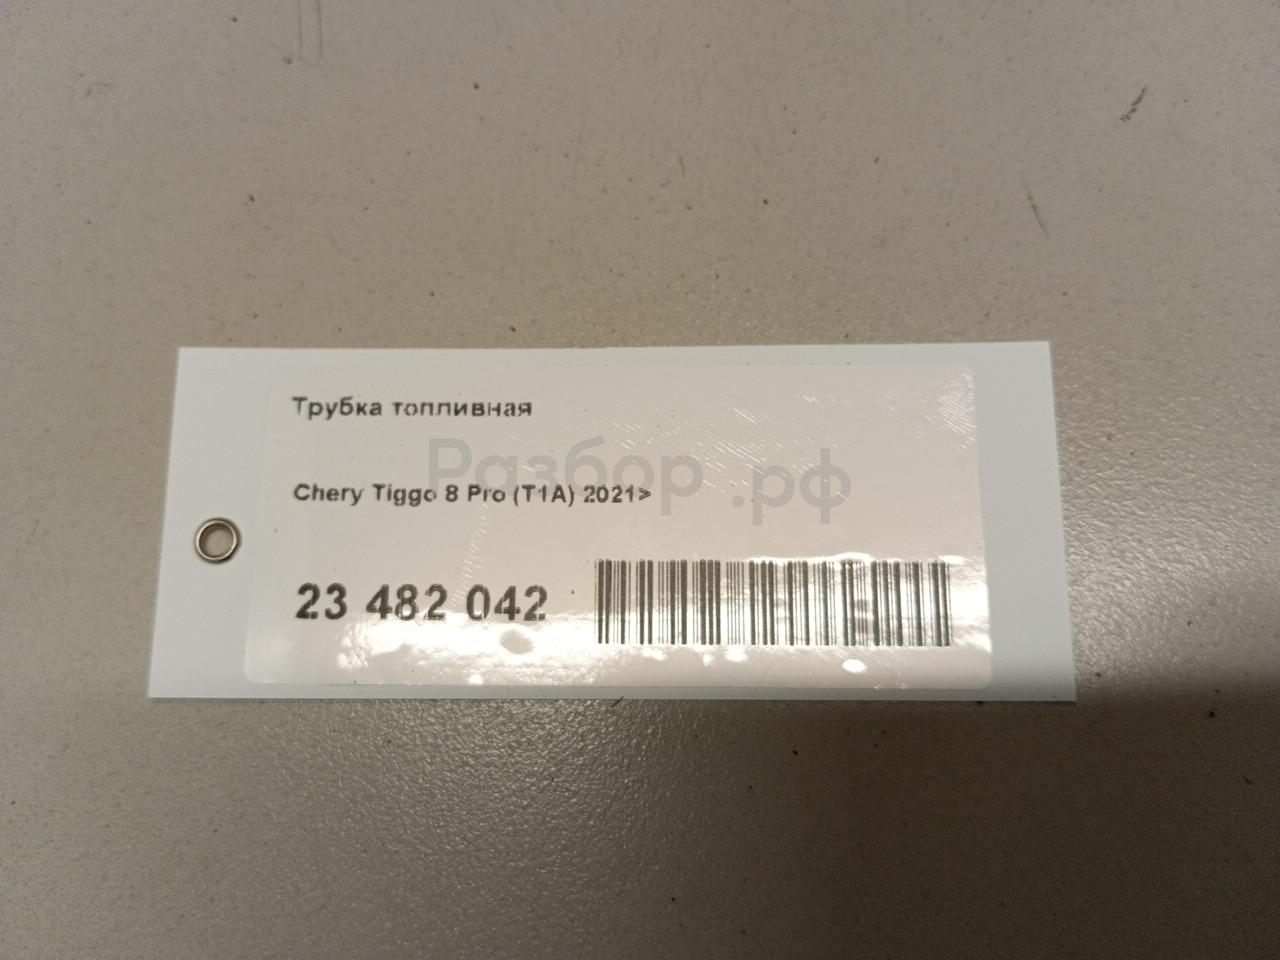 Трубка топливная
Разбор.рф
Chery Tiggo 8 Pro (T1A) 2021>
23 482 042